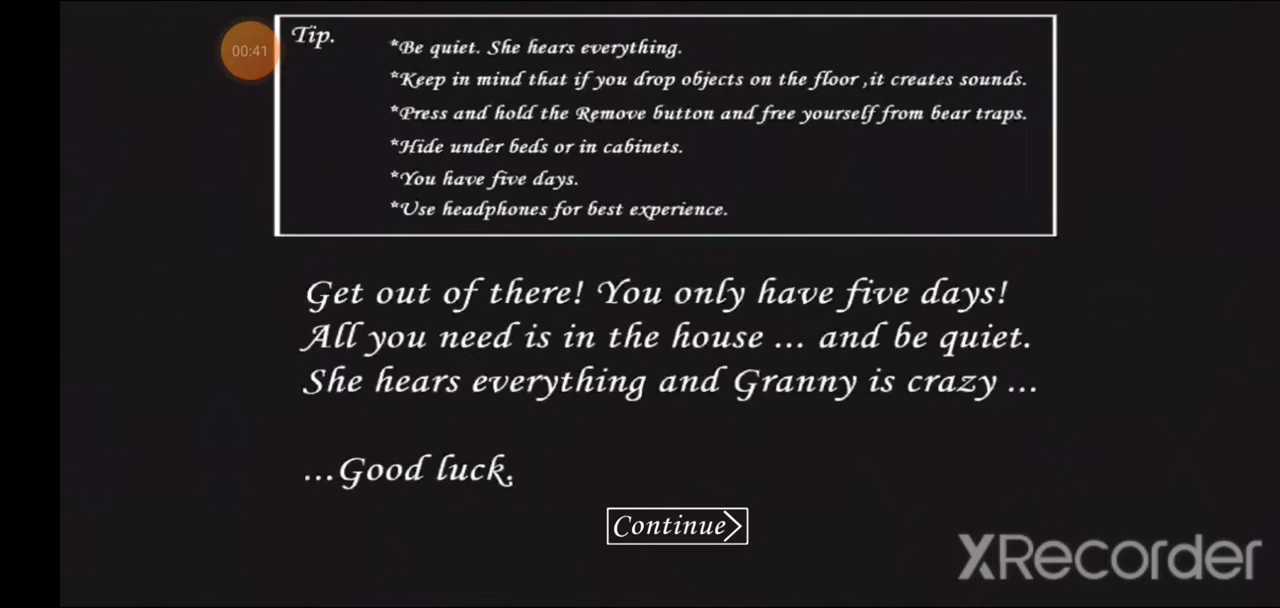 00:41
Tip.
*Be quiet. She hears everything.
*Keep in mind that if you drop objects on the floor ,it creates sounds.
*Press and hold the Remove button and free yourself from bear traps.
*Hide under beds or in cabinets.
*You have five days.
*Use headphones for best experience.
Get out of there! You only have five days!
All you need is in the house ... and be quiet.
She hears everything and Granny is crazy ...
...Good luck.
Continue
XRecorder